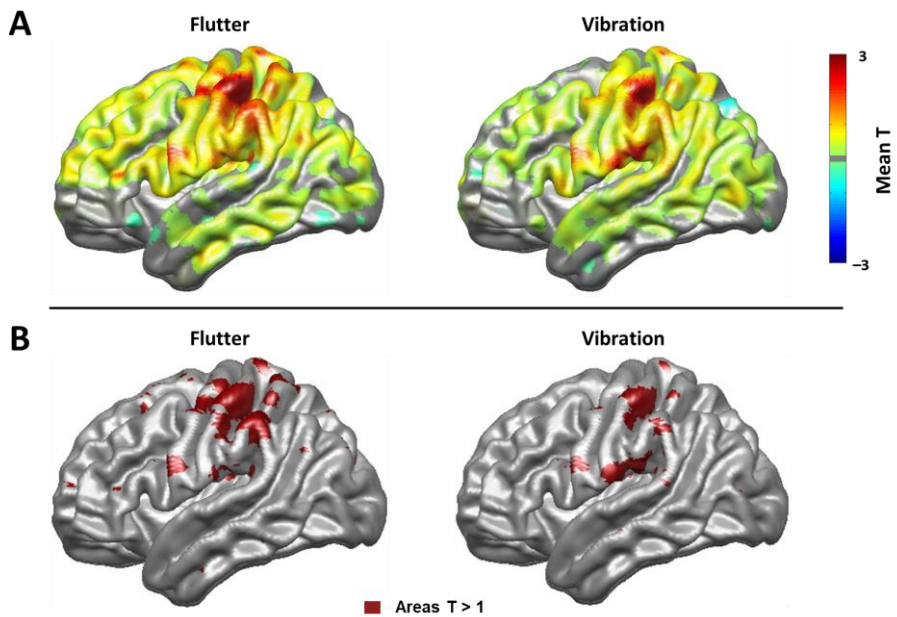 A
Flutter
Vibration
3
Mean T
−3
B
Flutter
Vibration
Areas T > 1